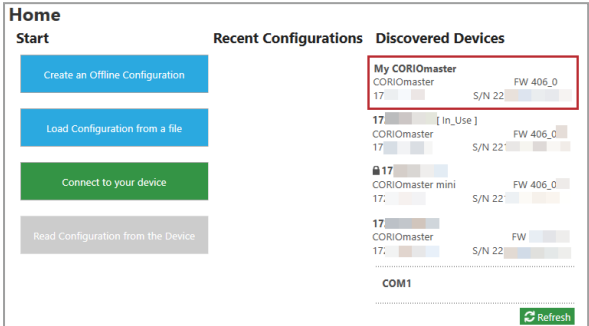 Home
Start
Recent Configurations
Discovered Devices
Create an Offline Configuration
Load Configuration from a file
Connect to your device
Read Configuration from the Device
My CORIOmaster
CORIOmaster FW 406_0
17 S/N 22
17. [ In_Use ]
CORIOmaster FW 406_0
17 S/N 22
17
CORIOmaster mini FW 406_0
17 S/N 22
17.
CORIOmaster FW
17 S/N 22
COM1
Refresh